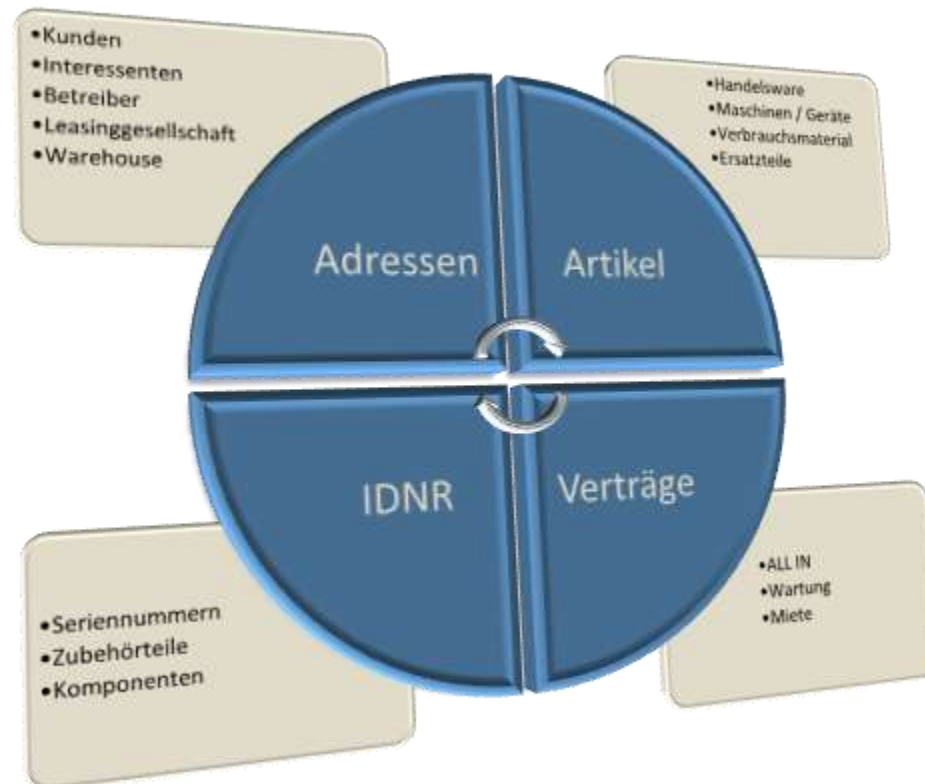 •Kunden
•Interessenten
•Betreiber
•Leasinggesellschaft
•Warehouse
•Handelsware
•Maschinen / Geräte
•Verbrauchsmaterial
•Ersatzteile
Adressen
Artikel
IDNR
Verträge
•Seriennummern
•Zubehörteile
•Komponenten
•ALL IN
•Wartung
•Miete